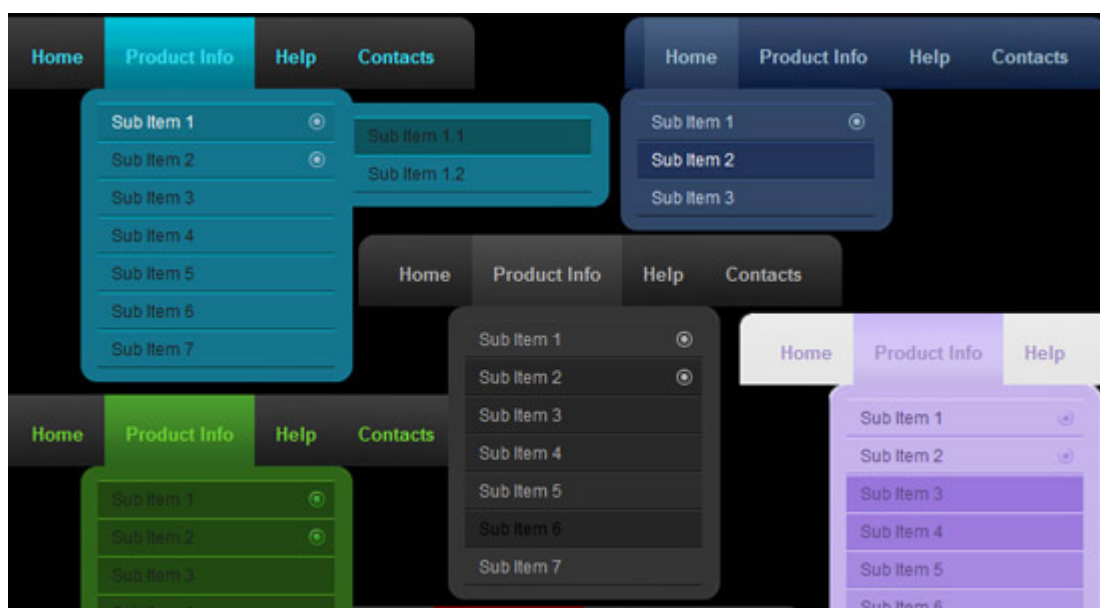 Home Product Info Help Contacts
Sub Item 1
Sub Item 2
Sub Item 3
Sub Item 4
Sub Item 5
Sub Item 6
Sub Item 7
Sub Item 1.1
Sub Item 1.2
Home Product Info Help Contacts
Sub Item 1
Sub Item 2
Sub Item 3
Home Product Info Help Contacts
Sub Item 1
Sub Item 2
Sub Item 3
Sub Item 4
Sub Item 5
Sub Item 6
Sub Item 7
Home Product Info Help
Sub Item 1
Sub Item 2
Sub Item 3
Sub Item 4
Sub Item 5
Sub Item 6
Home Product Info Help Contacts
Sub Item 1
Sub Item 2
Sub Item 3